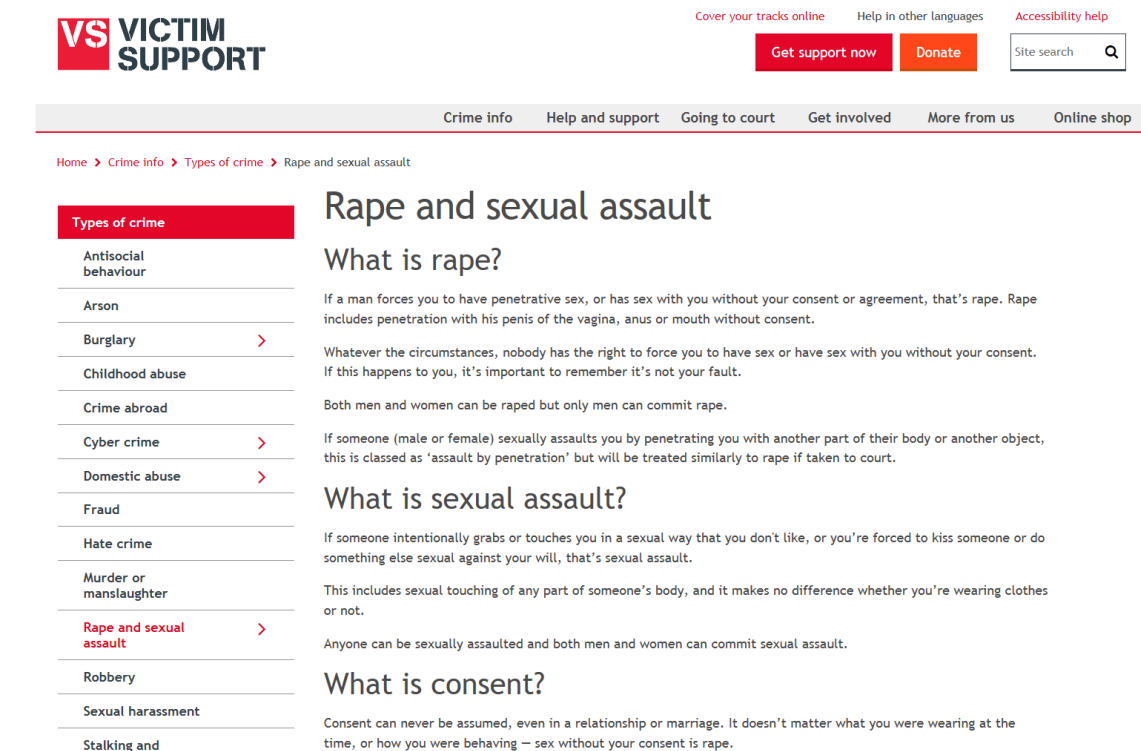 VS VICTIM
SUPPORT
Cover your tracks online Help in other languages Accessibility help
Get support now Donate Site search
Crime info Help and support Going to court Get involved More from us Online shop
Home > Crime info > Types of crime > Rape and sexual assault
Types of crime
Antisocial
behaviour
Arson
Burglary
Childhood abuse
Crime abroad
Cyber crime
Domestic abuse
Fraud
Hate crime
Murder or
manslaughter
Rape and sexual
assault
Robbery
Sexual harassment
Stalking and
Rape and sexual assault
What is rape?
If a man forces you to have penetrative sex, or has sex with you without your consent or agreement, that’s rape. Rape
includes penetration with his penis of the vagina, anus or mouth without consent.
Whatever the circumstances, nobody has the right to force you to have sex or have sex with you without your consent.
If this happens to you, it’s important to remember it’s not your fault.
Both men and women can be raped but only men can commit rape.
If someone (male or female) sexually assaults you by penetrating you with another part of their body or another object,
this is classed as ‘assault by penetration’ but will be treated similarly to rape if taken to court.
What is sexual assault?
If someone intentionally grabs or touches you in a sexual way that you don't like, or you’re forced to kiss someone or do
something else sexual against your will, that’s sexual assault.
This includes sexual touching of any part of someone’s body, and it makes no difference whether you’re wearing clothes
or not.
Anyone can be sexually assaulted and both men and women can commit sexual assault.
What is consent?
Consent can never be assumed, even in a relationship or marriage. It doesn’t matter what you were wearing at the
time, or how you were behaving — sex without your consent is rape.